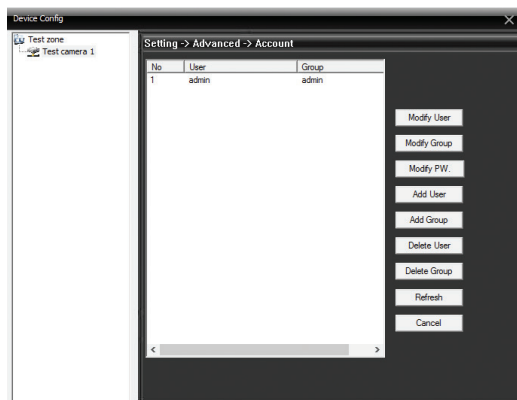 Device Config
Test zone
Test camera 1
Setting -> Advanced -> Account
No User Group
1 admin admin
Modify User
Modify Group
Modify PW.
Add User
Add Group
Delete User
Delete Group
Refresh
Cancel